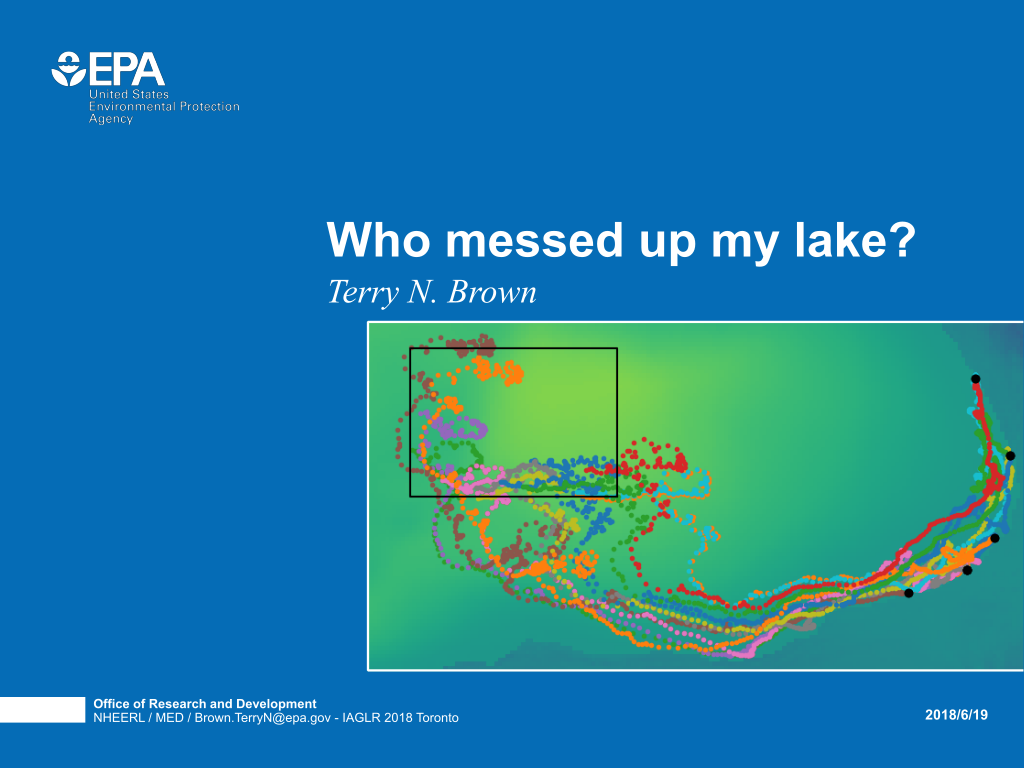 EPA
United States
Environmental Protection
Agency
Who messed up my lake?
Terry N. Brown
Office of Research and Development
NHEERL / MED / Brown.TerryN@epa.gov - IAGLR 2018 Toronto
2018/6/19